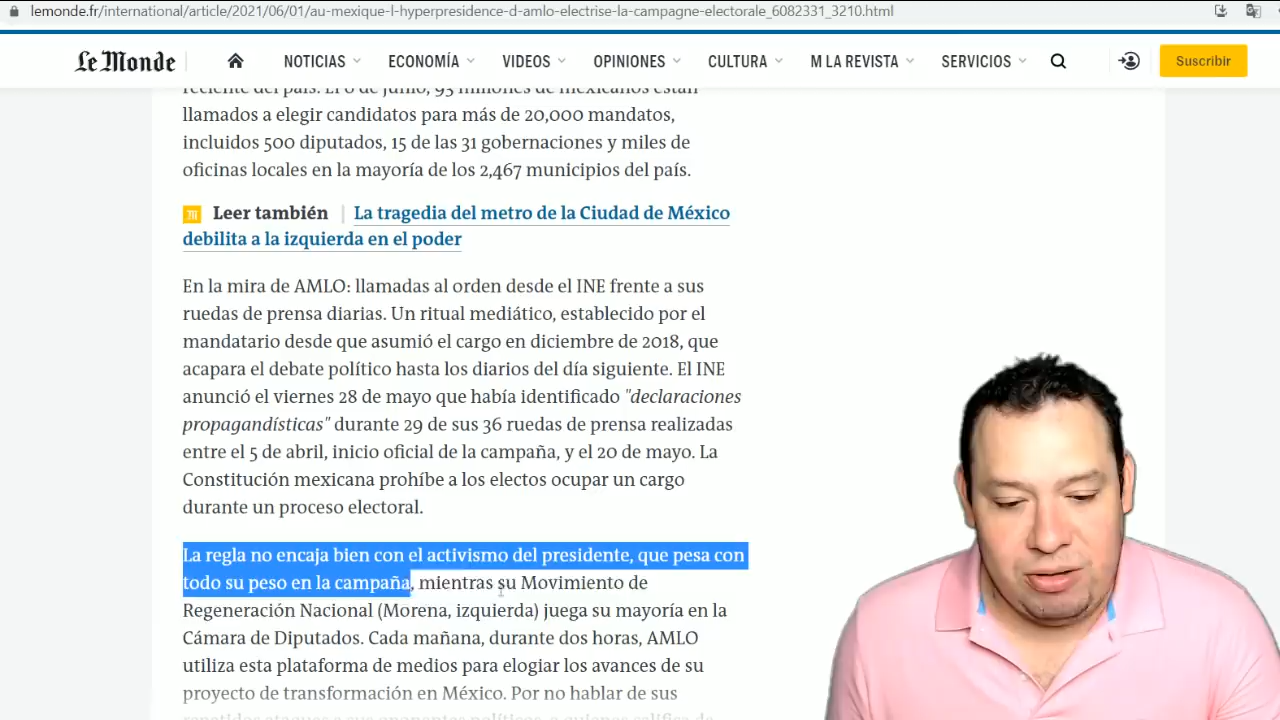 lemonde.fr/international/article/2021/06/01/au-mexique-l-hyperpresidence-d-amlo-electrise-la-campagne-electorale_6082331_3210.html
Le Monde
NOTICIAS ECONOMÍA VIDEOS OPINIONES CULTURA M LA REVISTA SERVICIOS Suscribir
reciente del país. El 6 de junio, 93 millones de mexicanos están
llamados a elegir candidatos para más de 20,000 mandatos,
incluidos 500 diputados, 15 de las 31 gobernaciones y miles de
oficinas locales en la mayoría de los 2,467 municipios del país.
Leer también | La tragedia del metro de la Ciudad de México
debilita a la izquierda en el poder
En la mira de AMLO: llamadas al orden desde el INE frente a sus
ruedas de prensa diarias. Un ritual mediático, establecido por el
mandatario desde que asumió el cargo en diciembre de 2018, que
acapara el debate político hasta los diarios del día siguiente. El INE
anunció el viernes 28 de mayo que había identificado "declaraciones
propagandísticas" durante 29 de sus 36 ruedas de prensa realizadas
entre el 5 de abril, inicio oficial de la campaña, y el 20 de mayo. La
Constitución mexicana prohíbe a los electos ocupar un cargo
durante un proceso electoral.
La regla no encaja bien con el activismo del presidente, que pesa con
todo su peso en la campaña, mientras su Movimiento de
Regeneración Nacional (Morena, izquierda) juega su mayoría en la
Cámara de Diputados. Cada mañana, durante dos horas, AMLO
utiliza esta plataforma de medios para elogiar los avances de su
proyecto de transformación en México. Por no hablar de sus
repetidos ataques a sus oponentes políticos, a quienes califica de